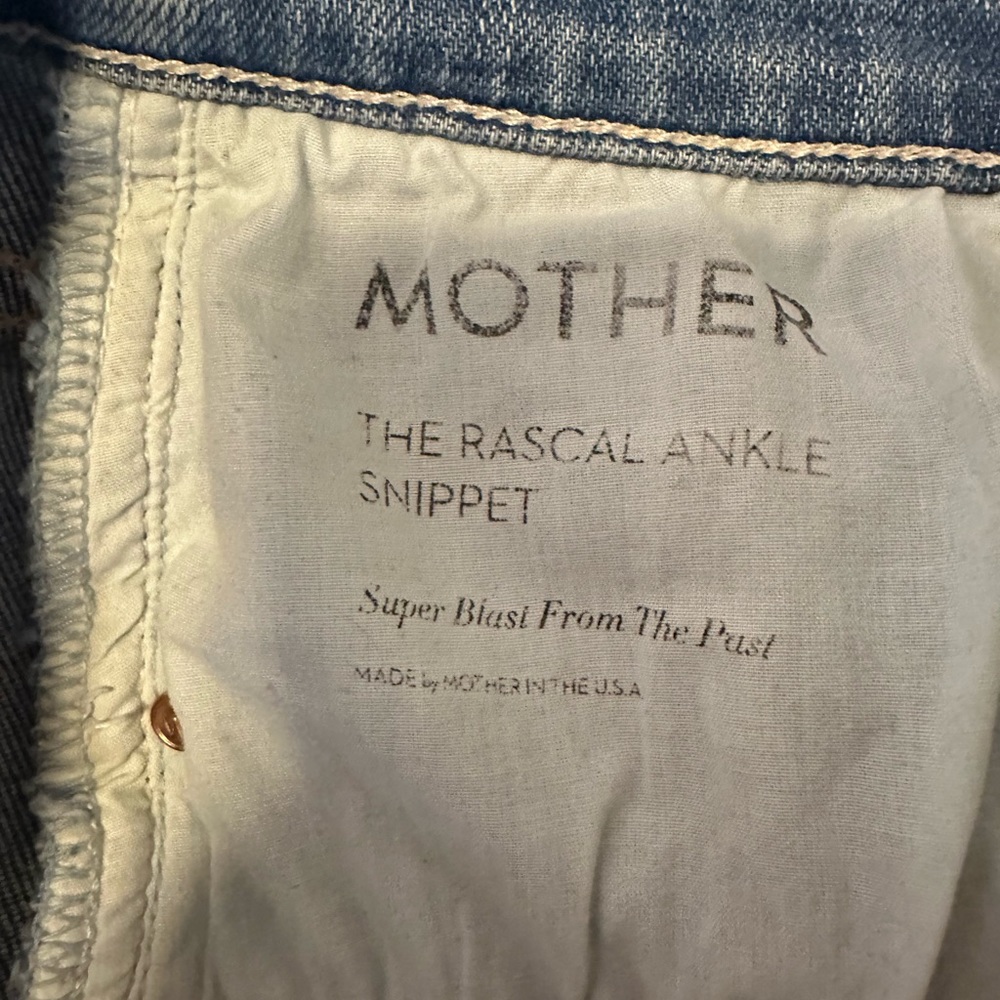 MOTHER
THE RASCAL ANKLE
SNIPPET
Super Blast From The Past
MADE by MOTHER IN THE U.S.A